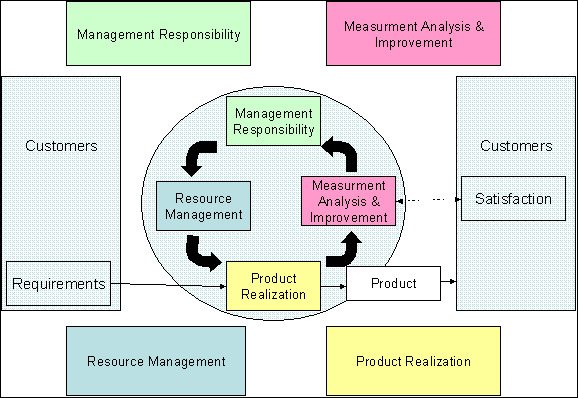 Management Responsibility
Measurment Analysis &
Improvement
Customers
Customers
Management
Responsibility
Resource
Management
Measurment
Analysis &
Improvement
Satisfaction
Requirements
Product
Realization
Product
Resource Management
Product Realization